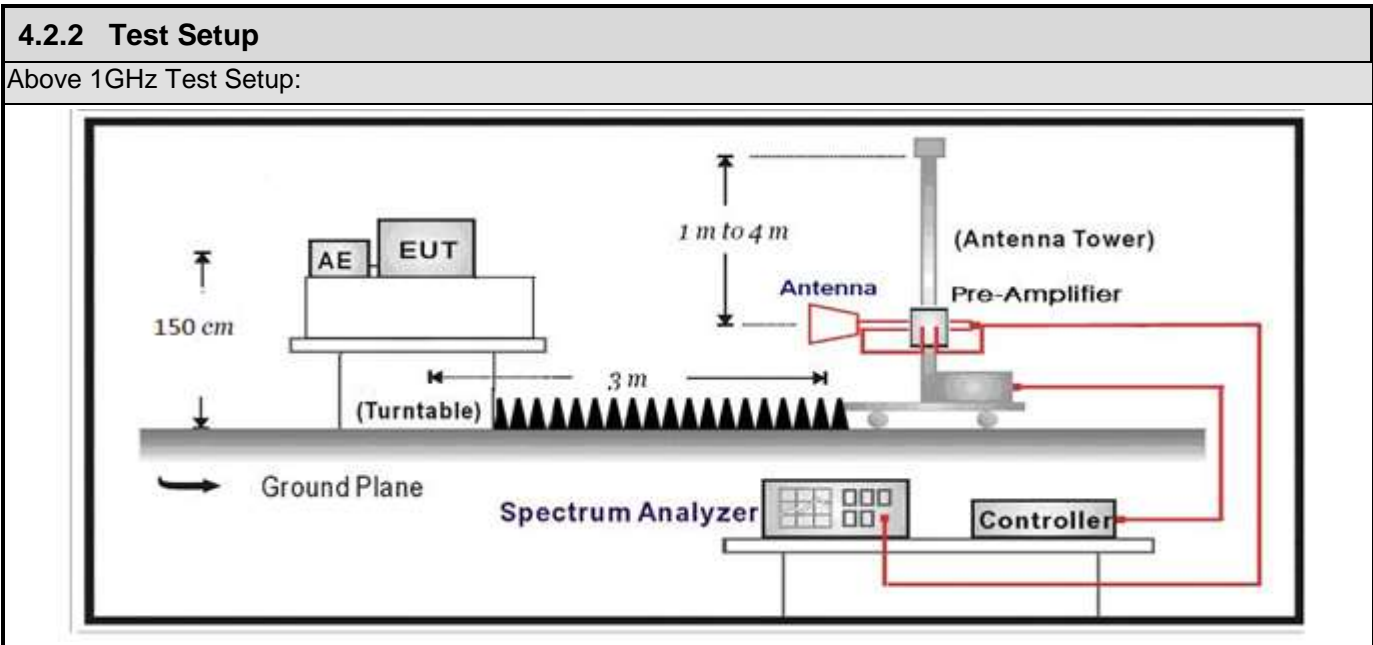 4.2.2 Test Setup
Above 1GHz Test Setup:
1 m to 4 m
(Antenna Tower)
AE
EUT
Antenna
Pre-Amplifier
150 cm
3 m
(Turntable)
Ground Plane
Spectrum Analyzer
Controller